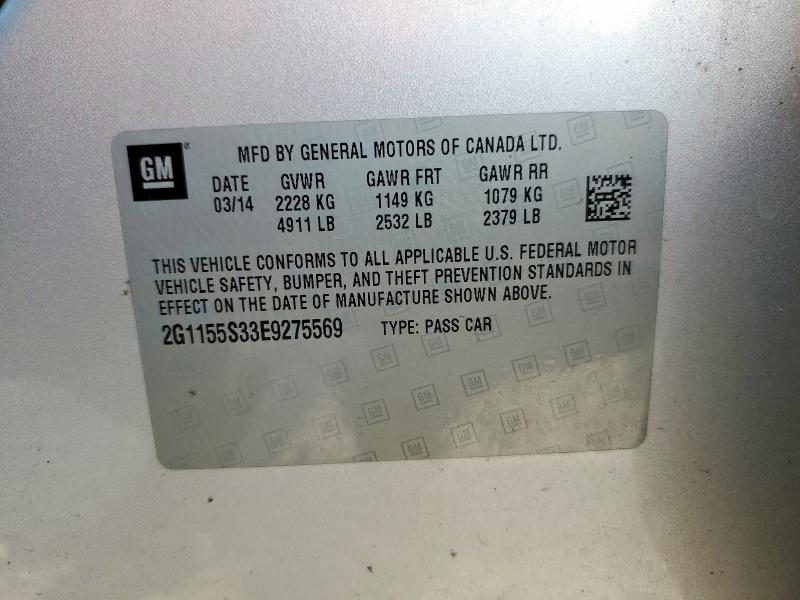 GM®
MFD BY GENERAL MOTORS OF CANADA LTD.
DATE GVWR GAWR FRT GAWR RR
03/14 2228 KG 1149 KG 1079 KG
4911 LB 2532 LB 2379 LB
THIS VEHICLE CONFORMS TO ALL APPLICABLE U.S. FEDERAL MOTOR
VEHICLE SAFETY, BUMPER, AND THEFT PREVENTION STANDARDS IN
EFFECT ON THE DATE OF MANUFACTURE SHOWN ABOVE.
2G1155S33E9275569 TYPE: PASS CAR